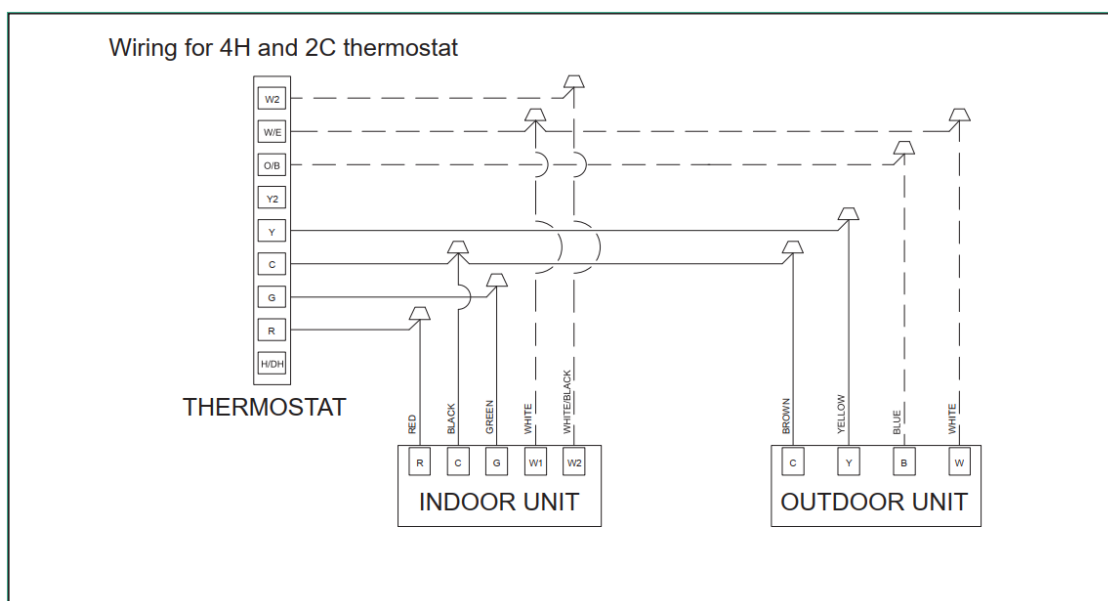 Wiring for 4H and 2C thermostat
W2
W/E
O/B
Y2
Y
C
G
R
H/DH
THERMOSTAT
RED
BLACK
GREEN
WHITE
WHITE/BLACK
BROWN
YELLOW
BLUE
WHITE
R C G W1 W2
C Y B W
INDOOR UNIT
OUTDOOR UNIT